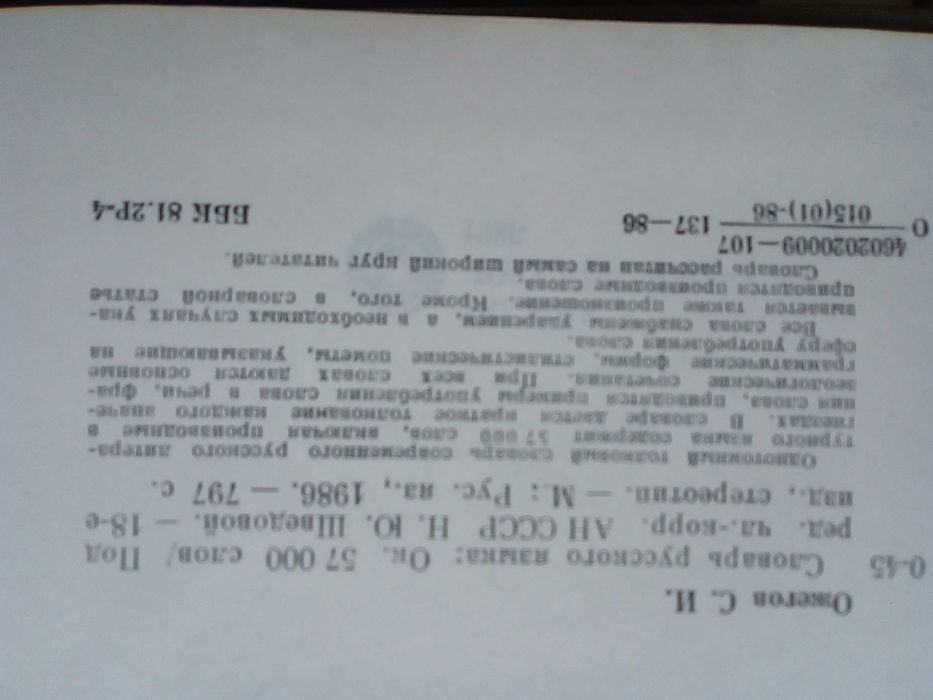 Ожегов С. И.
О-45 Словарь русского языка: Ок. 57 000 слов/ Под
ред. чл.-корр. АН СССР Н. Ю. Шведовой. — 18-е
изд., стереотип. — М.: Рус. яз., 1986. — 797 с.
Однотомный толковый словарь современного русского литера-
турного языка содержит 57 000 слов, включая производные в
гнездах. В словаре дается краткое толкование каждого значе-
ния слова, приводятся примеры употребления слова в речи, фра-
зеологические сочетания. При всех словах даются основные
грамматические формы, стилистические пометы, указывающие на
сферу употребления слова.
Все слова снабжены ударением, а в необходимых случаях ука-
зывается также произношение. Кроме того, в словарной статье
приводятся производные слова.
Словарь рассчитан на самый широкий круг читателей.
4602020009—107
О 137—86 ББК 81.2Р-4
015(01)-86